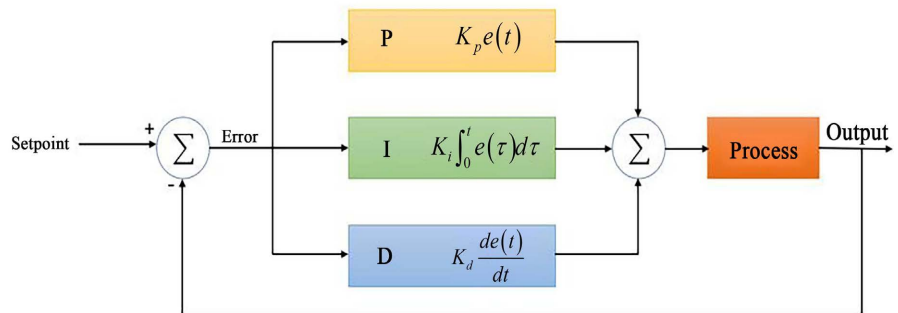 P K_p e(t)
Setpoint
+
-
Σ
Error
I K_i ∫_0^t e(τ)dτ
Σ
Process
Output
D K_d de(t)/dt